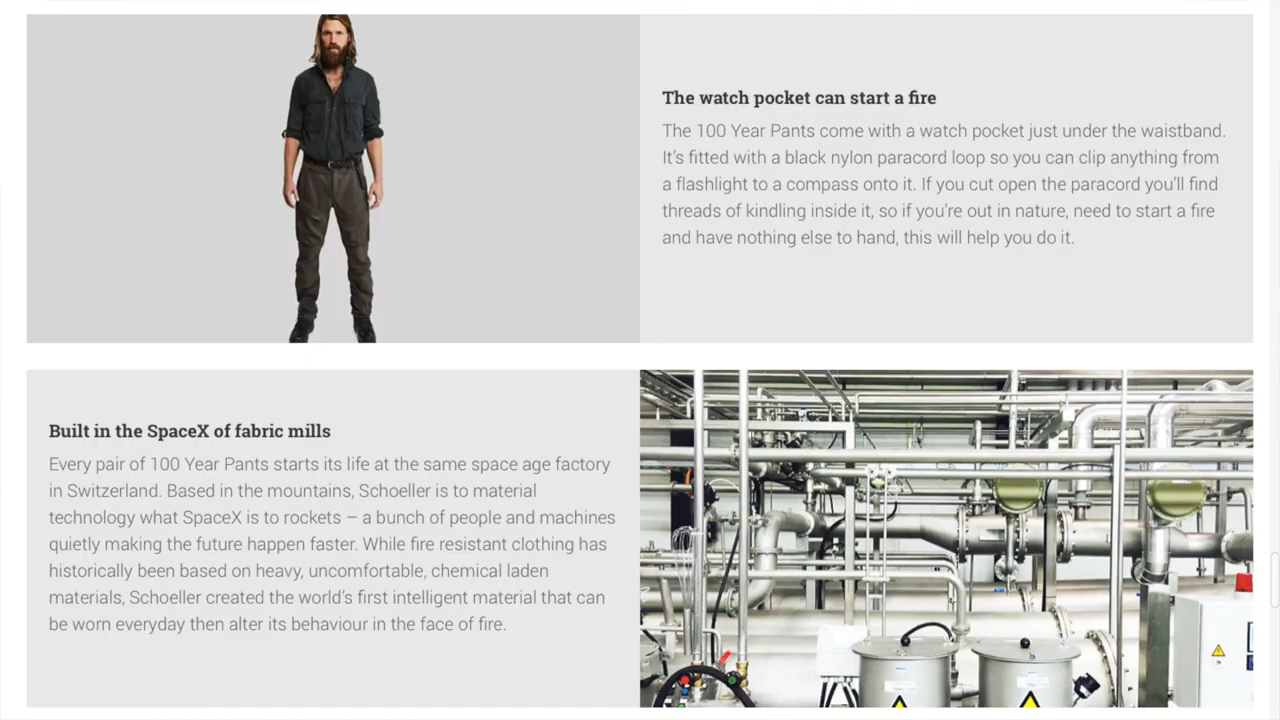 The watch pocket can start a fire
The 100 Year Pants come with a watch pocket just under the waistband.
It's fitted with a black nylon paracord loop so you can clip anything from
a flashlight to a compass onto it. If you cut open the paracord you'll find
threads of kindling inside it, so if you're out in nature, need to start a fire
and have nothing else to hand, this will help you do it.
Built in the SpaceX of fabric mills
Every pair of 100 Year Pants starts its life at the same space age factory
in Switzerland. Based in the mountains, Schoeller is to material
technology what SpaceX is to rockets – a bunch of people and machines
quietly making the future happen faster. While fire resistant clothing has
historically been based on heavy, uncomfortable, chemical laden
materials, Schoeller created the world's first intelligent material that can
be worn everyday then alter its behaviour in the face of fire.